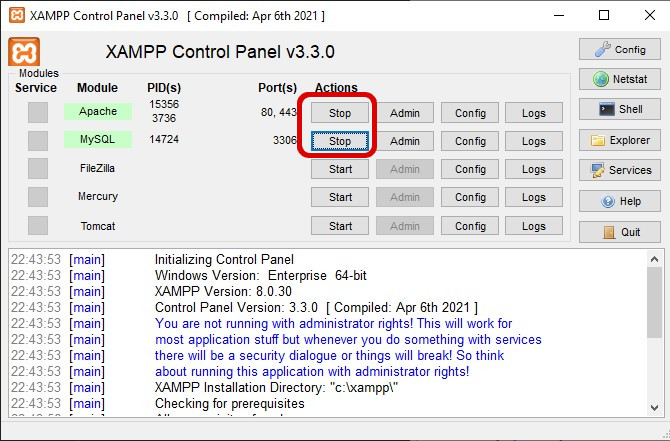 XAMPP Control Panel v3.3.0 [ Compiled: Apr 6th 2021 ]
XAMPP Control Panel v3.3.0
Config
Modules
Service Module PID(s) Port(s) Actions
Netstat
Apache 15356 3736 80, 443 Stop Admin Config Logs
Shell
MySQL 14724 3306 Stop Admin Config Logs
Explorer
FileZilla Start Admin Config Logs
Services
Mercury Start Admin Config Logs
Help
Tomcat Start Admin Config Logs
Quit
22:43:53 [main] Initializing Control Panel
22:43:53 [main] Windows Version: Enterprise 64-bit
22:43:53 [main] XAMPP Version: 8.0.30
22:43:53 [main] Control Panel Version: 3.3.0 [ Compiled: Apr 6th 2021 ]
22:43:53 [main] You are not running with administrator rights! This will work for
22:43:53 [main] most application stuff but whenever you do something with services
22:43:53 [main] there will be a security dialogue or things will break! So think
22:43:53 [main] about running this application with administrator rights!
22:43:53 [main] XAMPP Installation Directory: "c:\xampp\"
22:43:53 [main] Checking for prerequisites
22:43:53 [main]